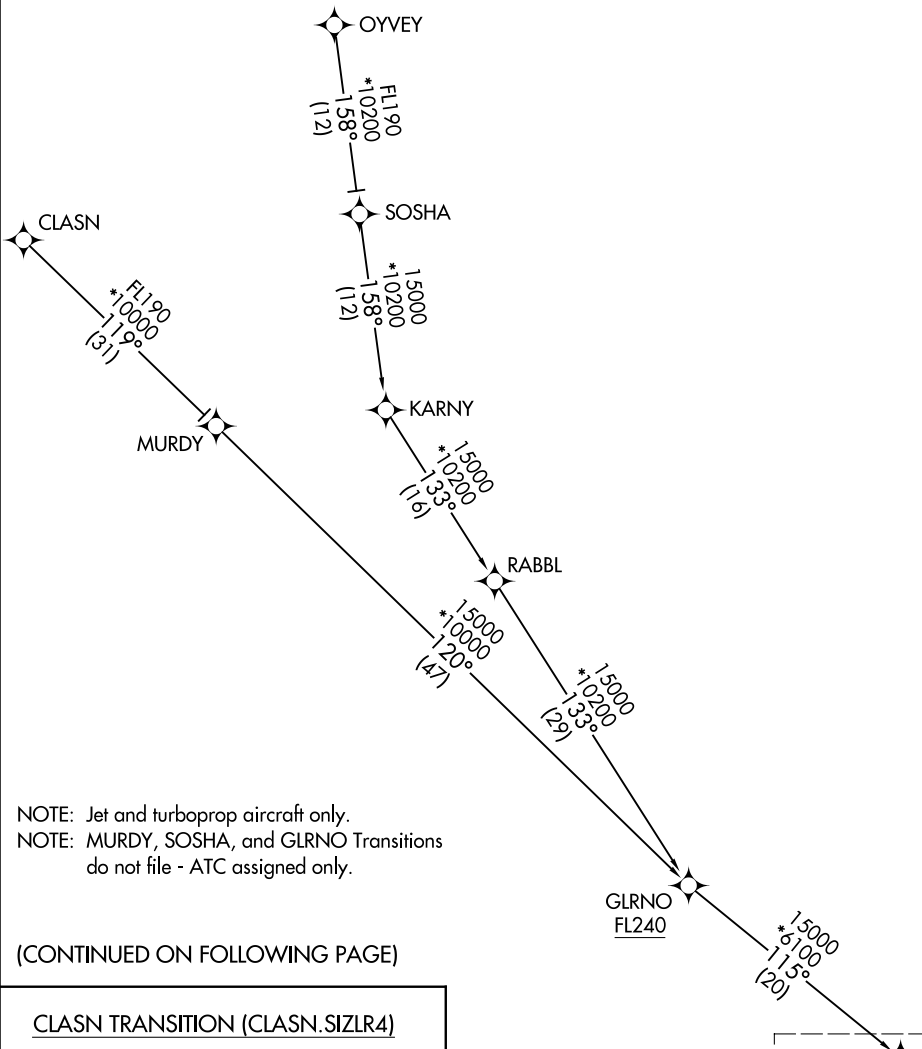 OYVEY
FL190
*10200
158°
(12)
SOSHA
CLASN
15000
*10200
158°
(12)
FL190
*10000
119°
(31)
KARNY
MURDY
15000
*10200
133°
(16)
RABBL
15000
*10000
120°
(47)
15000
*10200
133°
(29)
NOTE: Jet and turboprop aircraft only.
NOTE: MURDY, SOSHA, and GLRNO Transitions
do not file - ATC assigned only.
GLRNO
FL240
15000
*6100
115°
(20)
(CONTINUED ON FOLLOWING PAGE)
CLASN TRANSITION (CLASN.SIZLR4)